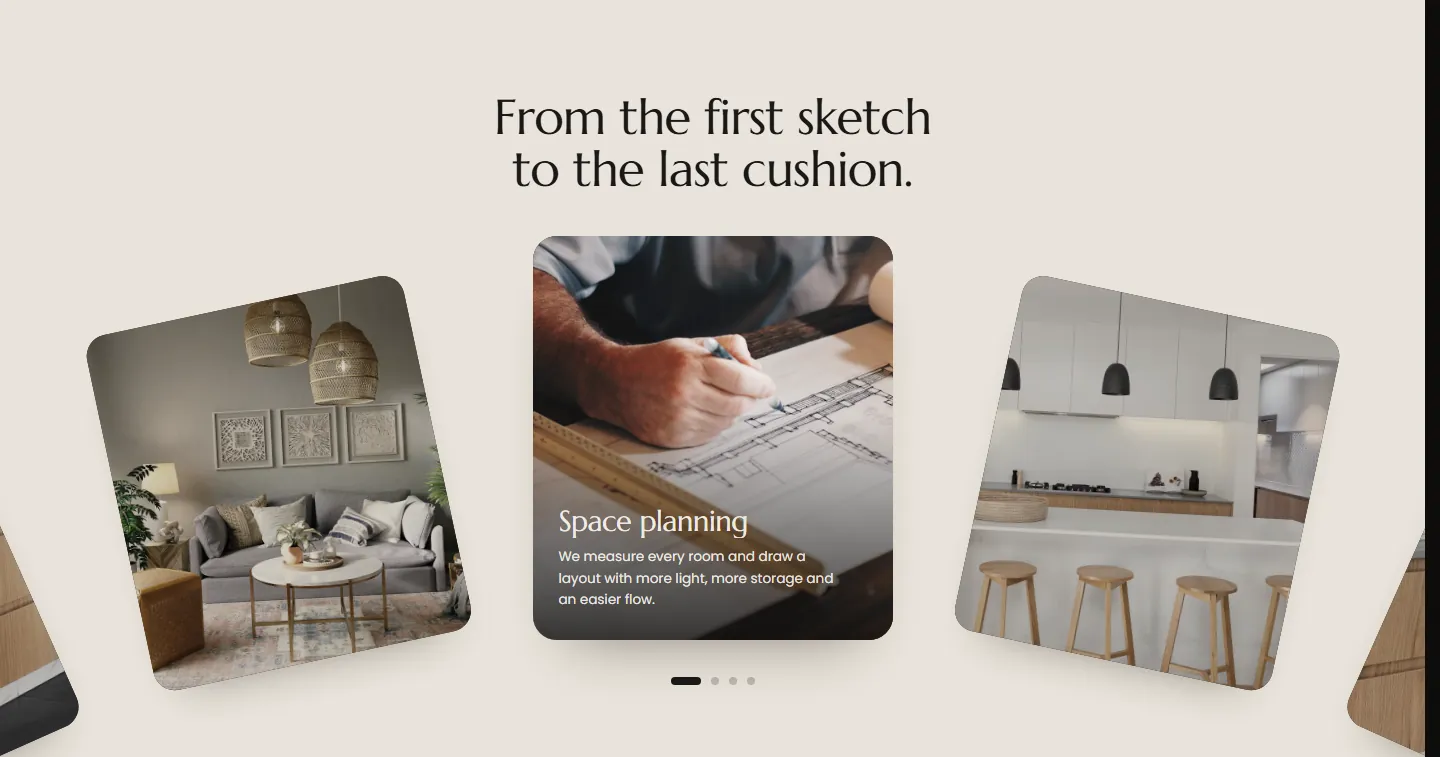 From the first sketch
to the last cushion.
Space planning
We measure every room and draw a
layout with more light, more storage and
an easier flow.